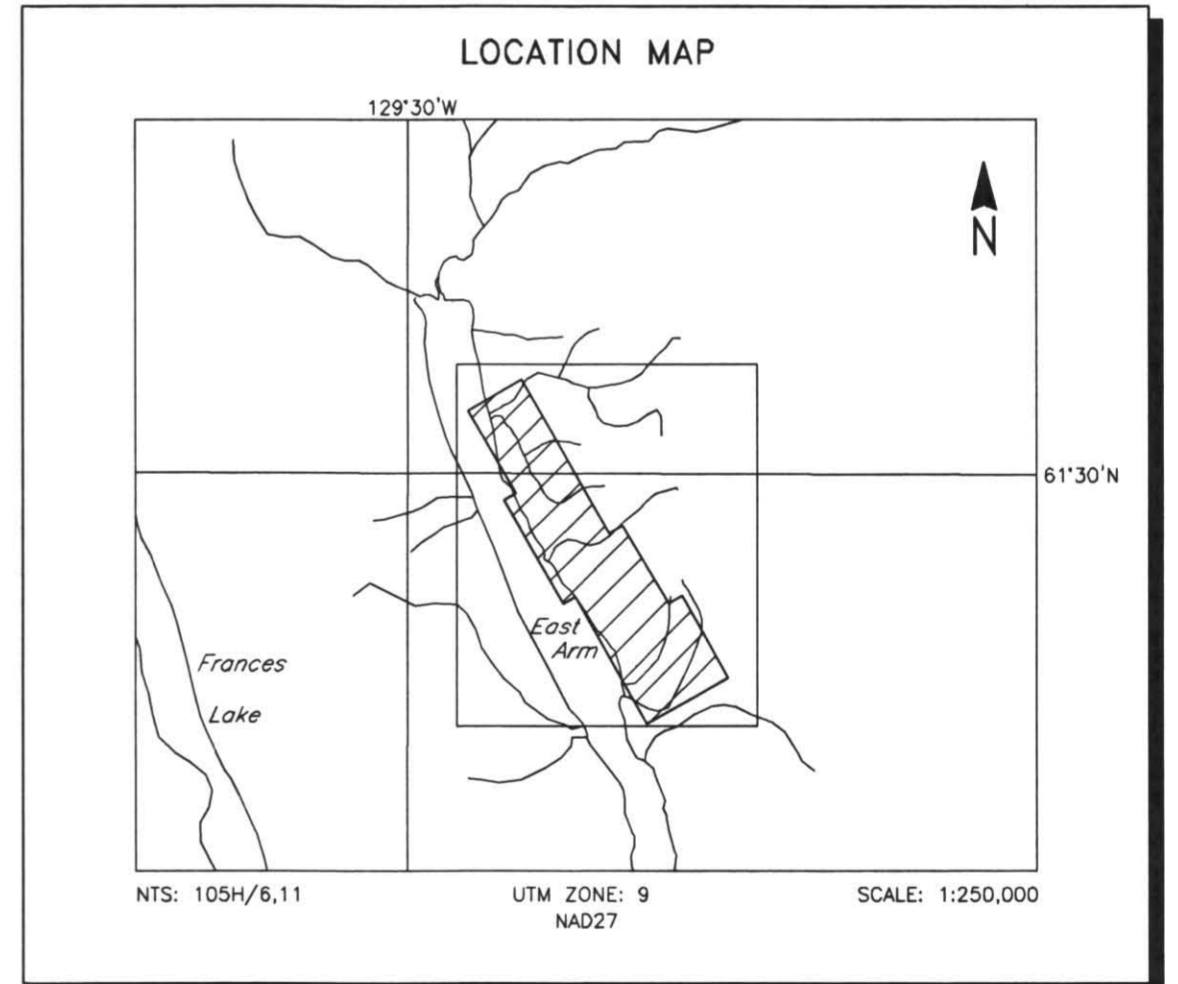 LOCATION MAP
129°30'W
N
61°30'N
East
Arm
Frances
Lake
NTS: 105H/6,11
UTM ZONE: 9
SCALE: 1:250,000
NAD27